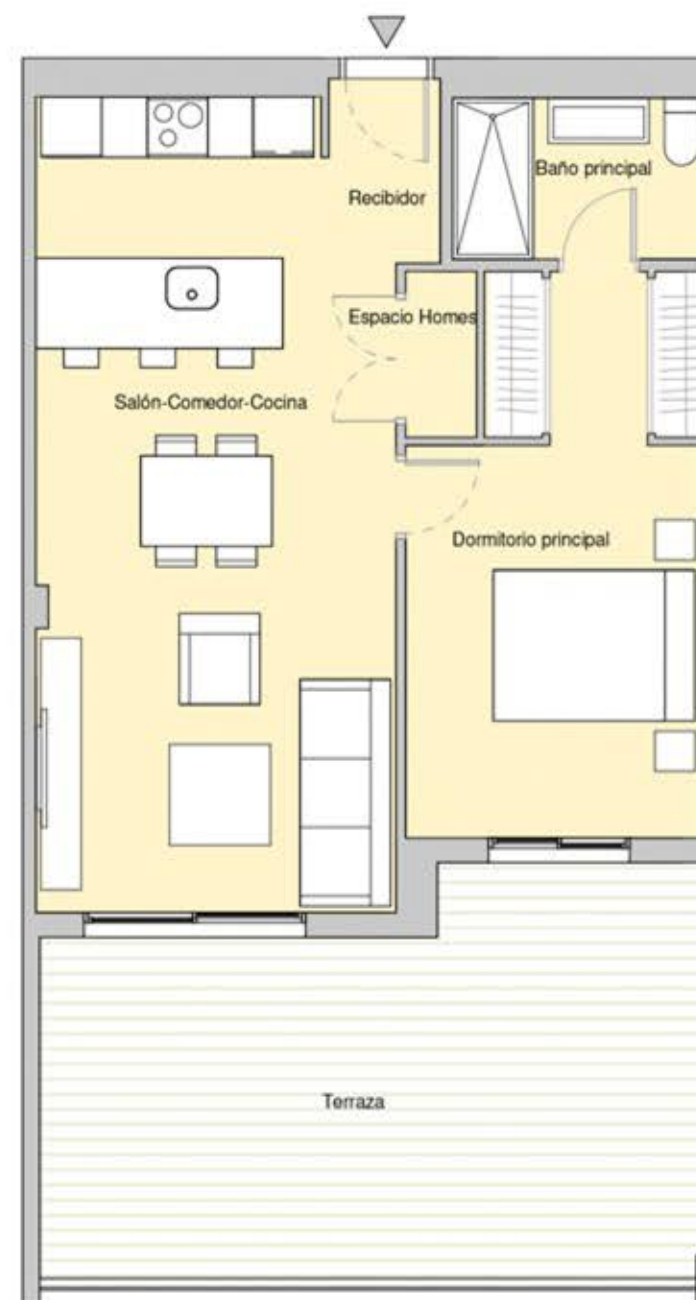 Baño principal
Recibidor
Espacio Homes
Salón-Comedor-Cocina
Dormitorio principal
Terraza